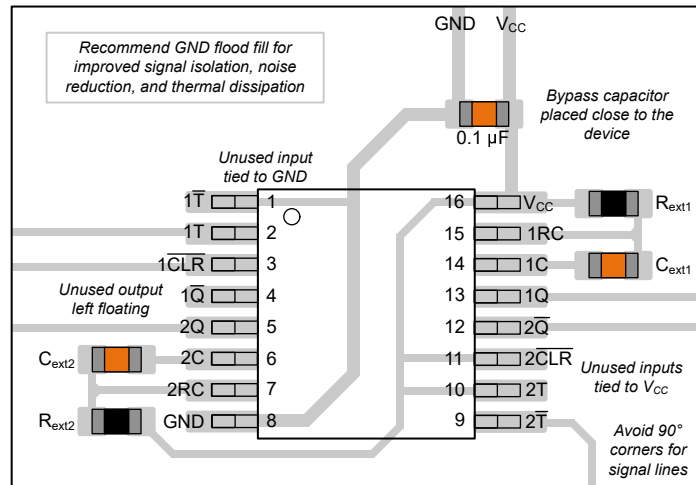 GND VCC
Recommend GND flood fill for
improved signal isolation, noise
reduction, and thermal dissipation
0.1 µF
Bypass capacitor
placed close to the
device
Unused input
tied to GND
1T̅ 1 16 VCC Rext1
1T 2 15 1RC
1C̅L̅R̅ 3 14 1C Cext1
1Q̅ 4 13 1Q
Unused output
left floating
2Q 5 12 2Q̅
Cext2 2C 6 11 2C̅L̅R̅
Unused inputs
tied to VCC
2RC 7 10 2T
Rext2 GND 8 9 2T̅
Avoid 90°
corners for
signal lines